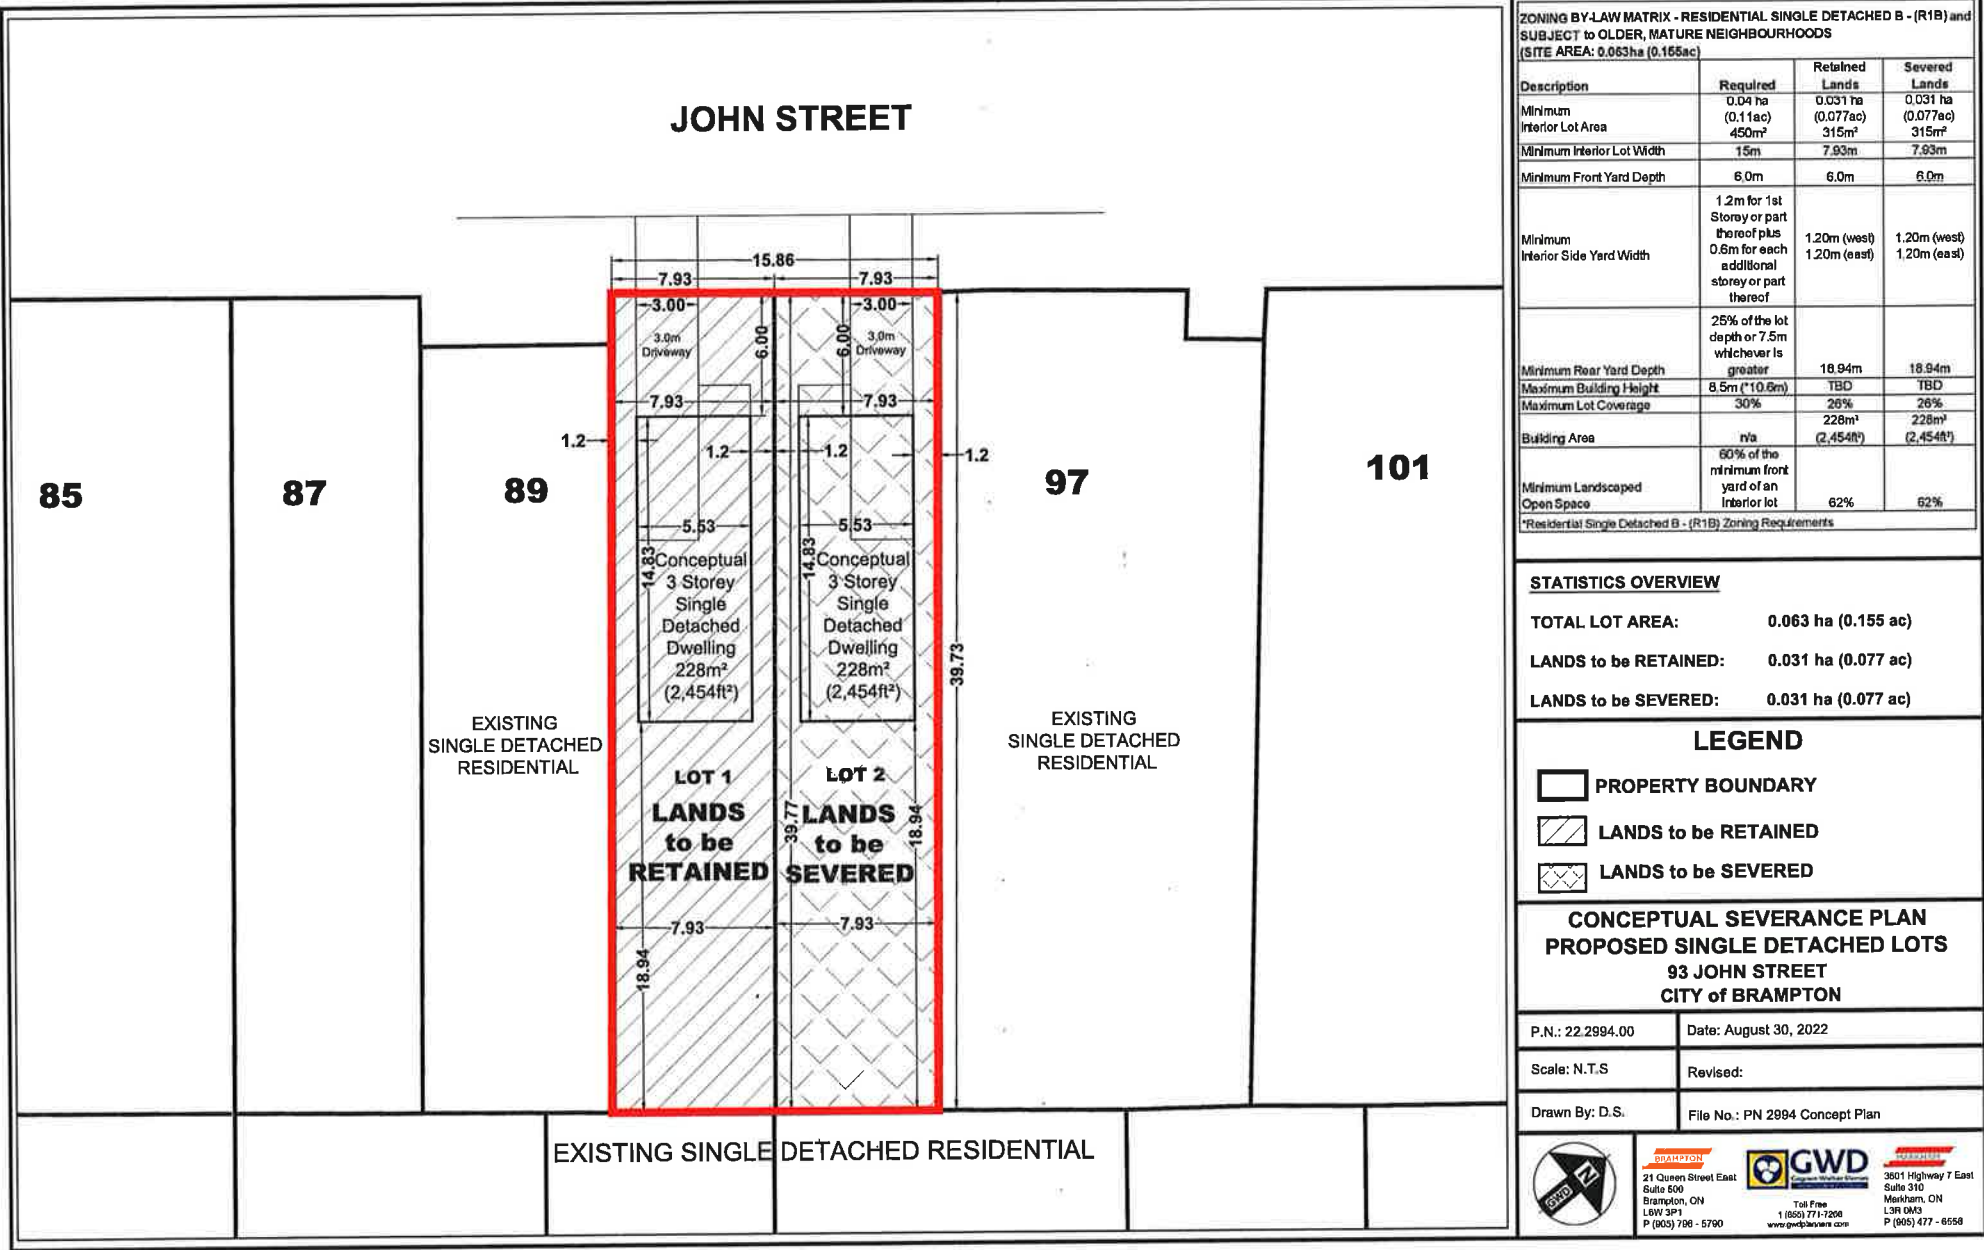 JOHN STREET
15.86
7.93 7.93
3.00 3.00
3.0m
Driveway
6.00
6.00
3.0m
Driveway
7.93 7.93
1.2
1.2
1.2
1.2
85
87
89
97
101
5.53 5.53
14.83
14.83
Conceptual
3 Storey
Single
Detached
Dwelling
228m²
(2,454ft²)
Conceptual
3 Storey
Single
Detached
Dwelling
228m²
(2,454ft²)
39.73
EXISTING
SINGLE DETACHED
RESIDENTIAL
EXISTING
SINGLE DETACHED
RESIDENTIAL
LOT 1
LANDS
to be
RETAINED
LOT 2
LANDS
to be
SEVERED
39.77
18.94
7.93 7.93
18.94
EXISTING SINGLE DETACHED RESIDENTIAL
ZONING BY-LAW MATRIX - RESIDENTIAL SINGLE DETACHED B - (R1B) and
SUBJECT to OLDER, MATURE NEIGHBOURHOODS
(SITE AREA: 0.063ha (0.155ac)
Description Required Retained Lands Severed Lands
Minimum Interior Lot Area 0.04 ha (0.11ac) 450m² 0.031 ha (0.077ac) 315m² 0.031 ha (0.077ac) 315m²
Minimum Interior Lot Width 15m 7.93m 7.93m
Minimum Front Yard Depth 6.0m 6.0m 6.0m
Minimum Interior Side Yard Width 1.2m for 1st Storey or part thereof plus 0.6m for each additional storey or part thereof 1.20m (west) 1.20m (east) 1.20m (west) 1.20m (east)
Minimum Rear Yard Depth 25% of the lot depth or 7.5m whichever is greater 18.94m 18.94m
Maximum Building Height 8.5m (*10.6m) TBD TBD
Maximum Lot Coverage 30% 26% 26%
Building Area n/a 228m² (2,454ft²) 228m² (2,454ft²)
Minimum Landscaped Open Space 60% of the minimum front yard of an interior lot 62% 62%
*Residential Single Detached B - (R1B) Zoning Requirements
STATISTICS OVERVIEW
TOTAL LOT AREA: 0.063 ha (0.155 ac)
LANDS to be RETAINED: 0.031 ha (0.077 ac)
LANDS to be SEVERED: 0.031 ha (0.077 ac)
LEGEND
PROPERTY BOUNDARY
LANDS to be RETAINED
LANDS to be SEVERED
CONCEPTUAL SEVERANCE PLAN
PROPOSED SINGLE DETACHED LOTS
93 JOHN STREET
CITY of BRAMPTON
P.N.: 22.2994.00 Date: August 30, 2022
Scale: N.T.S Revised:
Drawn By: D.S. File No.: PN 2994 Concept Plan
N
GWD
BRAMPTON
21 Queen Street East
Suite 500
Brampton, ON
L6W 3P1
P (905) 796 - 5790
GWD
Toll Free
1 (855) 771-7266
www.gwdplanners.com
MARKHAM
3601 Highway 7 East
Suite 310
Markham, ON
L3R 0M3
P (905) 477 - 6556